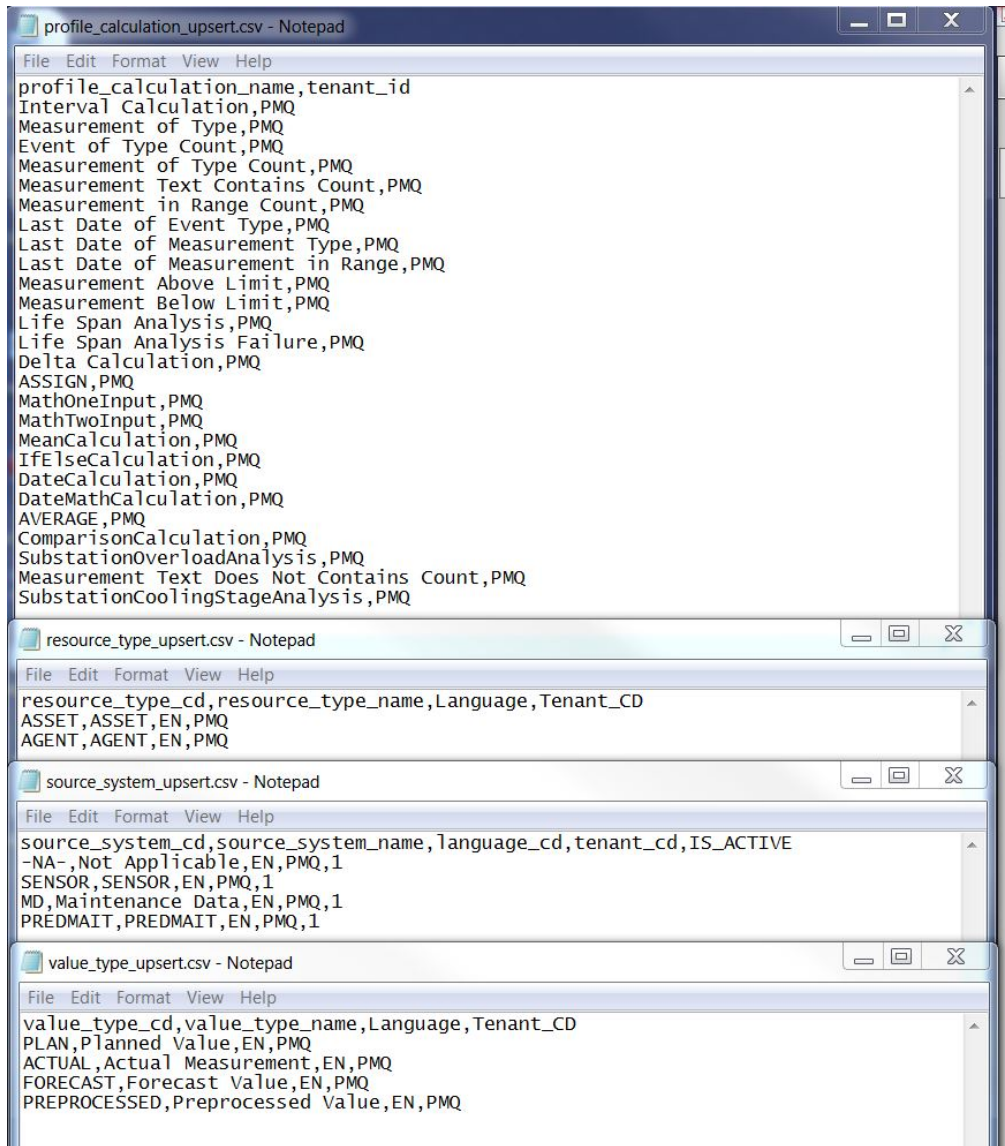 profile_calculation_upsert.csv - Notepad
File Edit Format View Help
profile_calculation_name,tenant_id
Interval Calculation,PMQ
Measurement of Type,PMQ
Event of Type Count,PMQ
Measurement of Type Count,PMQ
Measurement Text Contains Count,PMQ
Measurement in Range Count,PMQ
Last Date of Event Type,PMQ
Last Date of Measurement Type,PMQ
Last Date of Measurement in Range,PMQ
Measurement Above Limit,PMQ
Measurement Below Limit,PMQ
Life Span Analysis,PMQ
Life Span Analysis Failure,PMQ
Delta Calculation,PMQ
ASSIGN,PMQ
MathOneInput,PMQ
MathTwoInput,PMQ
MeanCalculation,PMQ
IfElseCalculation,PMQ
DateCalculation,PMQ
DateMathCalculation,PMQ
AVERAGE,PMQ
ComparisonCalculation,PMQ
SubstationOverloadAnalysis,PMQ
Measurement Text Does Not Contains Count,PMQ
SubstationCoolingStageAnalysis,PMQ
resource_type_upsert.csv - Notepad
File Edit Format View Help
resource_type_cd,resource_type_name,Language,Tenant_CD
ASSET,ASSET,EN,PMQ
AGENT,AGENT,EN,PMQ
source_system_upsert.csv - Notepad
File Edit Format View Help
source_system_cd,source_system_name,language_cd,tenant_cd,IS_ACTIVE
-NA-,Not Applicable,EN,PMQ,1
SENSOR,SENSOR,EN,PMQ,1
MD,Maintenance Data,EN,PMQ,1
PREDMAIT,PREDMAIT,EN,PMQ,1
value_type_upsert.csv - Notepad
File Edit Format View Help
value_type_cd,value_type_name,Language,Tenant_CD
PLAN,Planned Value,EN,PMQ
ACTUAL,Actual Measurement,EN,PMQ
FORECAST,Forecast Value,EN,PMQ
PREPROCESSED,Preprocessed Value,EN,PMQ